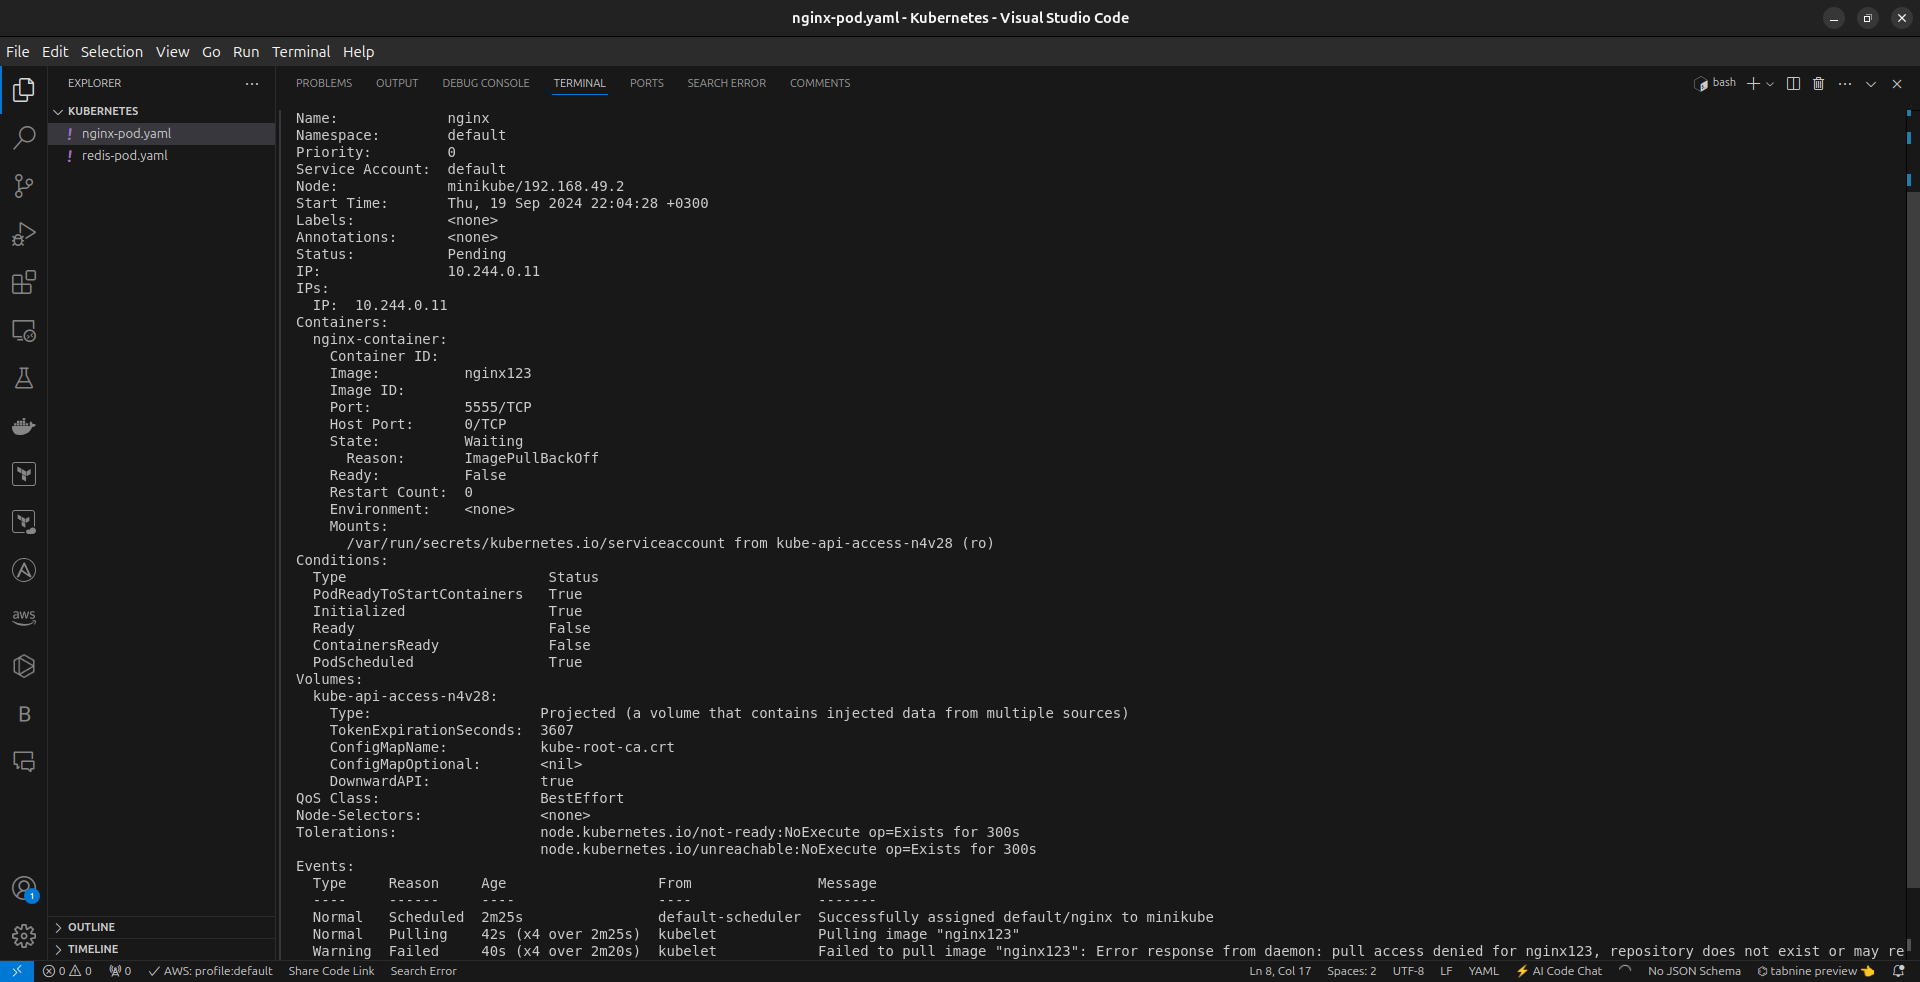 nginx-pod.yaml - Kubernetes - Visual Studio Code
File Edit Selection View Go Run Terminal Help
EXPLORER
KUBERNETES
! nginx-pod.yaml
! redis-pod.yaml
PROBLEMS OUTPUT DEBUG CONSOLE TERMINAL PORTS SEARCH ERROR COMMENTS
bash
Name:             nginx
Namespace:        default
Priority:         0
Service Account:  default
Node:             minikube/192.168.49.2
Start Time:       Thu, 19 Sep 2024 22:04:28 +0300
Labels:           <none>
Annotations:      <none>
Status:           Pending
IP:               10.244.0.11
IPs:
  IP:  10.244.0.11
Containers:
  nginx-container:
    Container ID:
    Image:          nginx123
    Image ID:
    Port:           5555/TCP
    Host Port:      0/TCP
    State:          Waiting
      Reason:       ImagePullBackOff
    Ready:          False
    Restart Count:  0
    Environment:    <none>
    Mounts:
      /var/run/secrets/kubernetes.io/serviceaccount from kube-api-access-n4v28 (ro)
Conditions:
  Type                        Status
  PodReadyToStartContainers   True
  Initialized                 True
  Ready                       False
  ContainersReady             False
  PodScheduled                True
Volumes:
  kube-api-access-n4v28:
    Type:                    Projected (a volume that contains injected data from multiple sources)
    TokenExpirationSeconds:  3607
    ConfigMapName:           kube-root-ca.crt
    ConfigMapOptional:       <nil>
    DownwardAPI:             true
QoS Class:                   BestEffort
Node-Selectors:              <none>
Tolerations:                 node.kubernetes.io/not-ready:NoExecute op=Exists for 300s
                             node.kubernetes.io/unreachable:NoExecute op=Exists for 300s
Events:
  Type     Reason     Age                  From               Message
  ----     ------     ----                 ----               -------
  Normal   Scheduled  2m25s                default-scheduler  Successfully assigned default/nginx to minikube
  Normal   Pulling    42s (x4 over 2m25s)  kubelet            Pulling image "nginx123"
  Warning  Failed     40s (x4 over 2m20s)  kubelet            Failed to pull image "nginx123": Error response from daemon: pull access denied for nginx123, repository does not exist or may re
aws
B
1
OUTLINE
TIMELINE
0 0 0 AWS: profile:default Share Code Link Search Error
Ln 8, Col 17 Spaces: 2 UTF-8 LF YAML ⚡ AI Code Chat No JSON Schema tabnine preview 👈